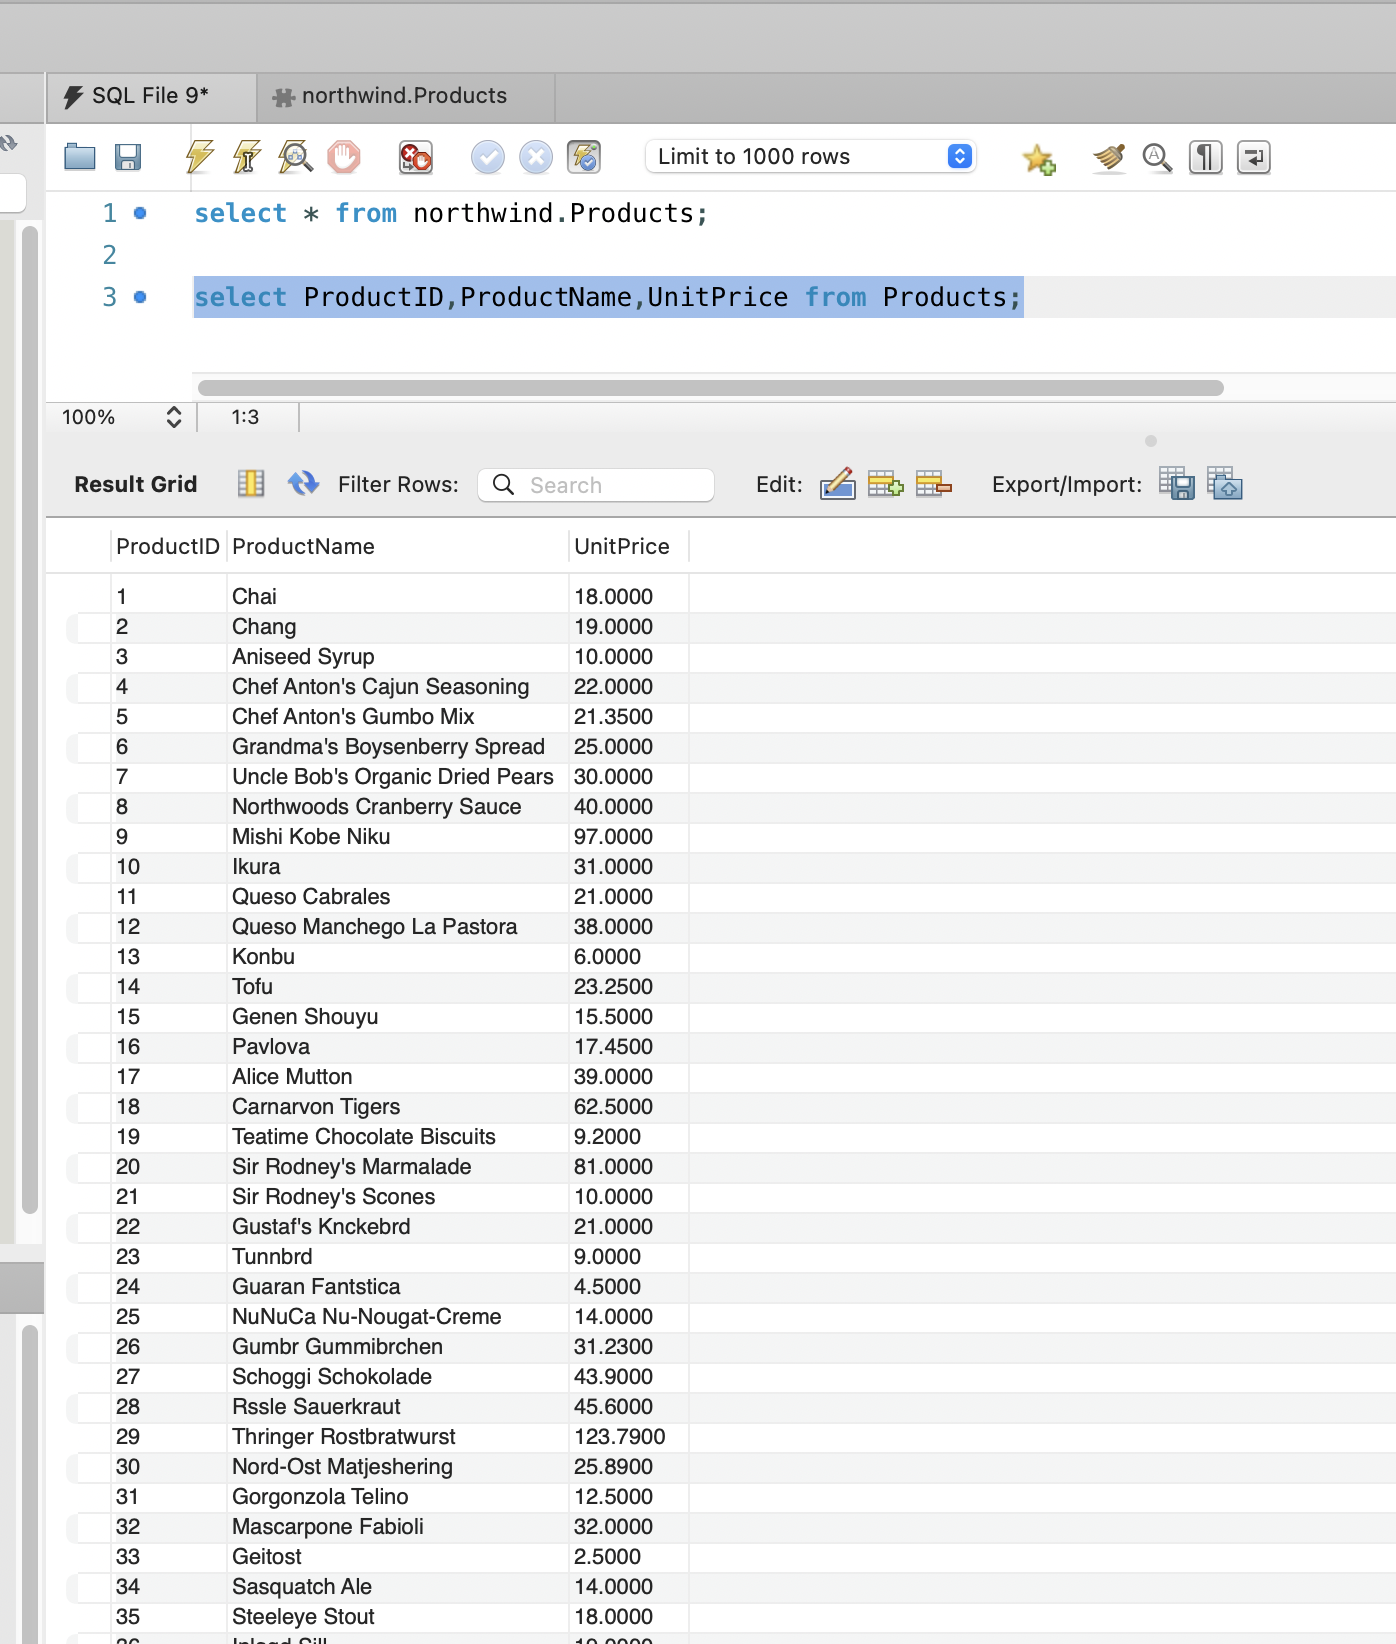 SQL File 9*
northwind.Products
Limit to 1000 rows
1 select * from northwind.Products;
2
3 select ProductID,ProductName,UnitPrice from Products;
100% 1:3
Result Grid Filter Rows: Search Edit: Export/Import:
ProductID ProductName UnitPrice
1 Chai 18.0000
2 Chang 19.0000
3 Aniseed Syrup 10.0000
4 Chef Anton's Cajun Seasoning 22.0000
5 Chef Anton's Gumbo Mix 21.3500
6 Grandma's Boysenberry Spread 25.0000
7 Uncle Bob's Organic Dried Pears 30.0000
8 Northwoods Cranberry Sauce 40.0000
9 Mishi Kobe Niku 97.0000
10 Ikura 31.0000
11 Queso Cabrales 21.0000
12 Queso Manchego La Pastora 38.0000
13 Konbu 6.0000
14 Tofu 23.2500
15 Genen Shouyu 15.5000
16 Pavlova 17.4500
17 Alice Mutton 39.0000
18 Carnarvon Tigers 62.5000
19 Teatime Chocolate Biscuits 9.2000
20 Sir Rodney's Marmalade 81.0000
21 Sir Rodney's Scones 10.0000
22 Gustaf's Knckebrd 21.0000
23 Tunnbrd 9.0000
24 Guaran Fantstica 4.5000
25 NuNuCa Nu-Nougat-Creme 14.0000
26 Gumbr Gummibrchen 31.2300
27 Schoggi Schokolade 43.9000
28 Rssle Sauerkraut 45.6000
29 Thringer Rostbratwurst 123.7900
30 Nord-Ost Matjeshering 25.8900
31 Gorgonzola Telino 12.5000
32 Mascarpone Fabioli 32.0000
33 Geitost 2.5000
34 Sasquatch Ale 14.0000
35 Steeleye Stout 18.0000